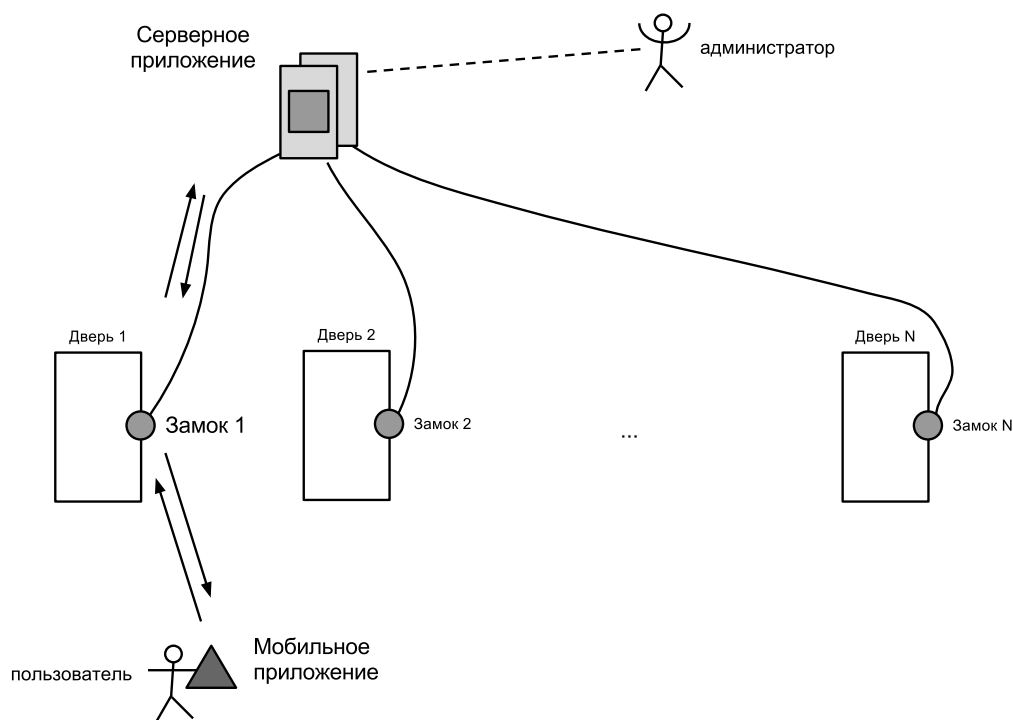 Серверное
приложение
администратор
Дверь 1
Дверь 2
Дверь N
Замок 1
Замок 2
...
Замок N
Мобильное
приложение
пользователь